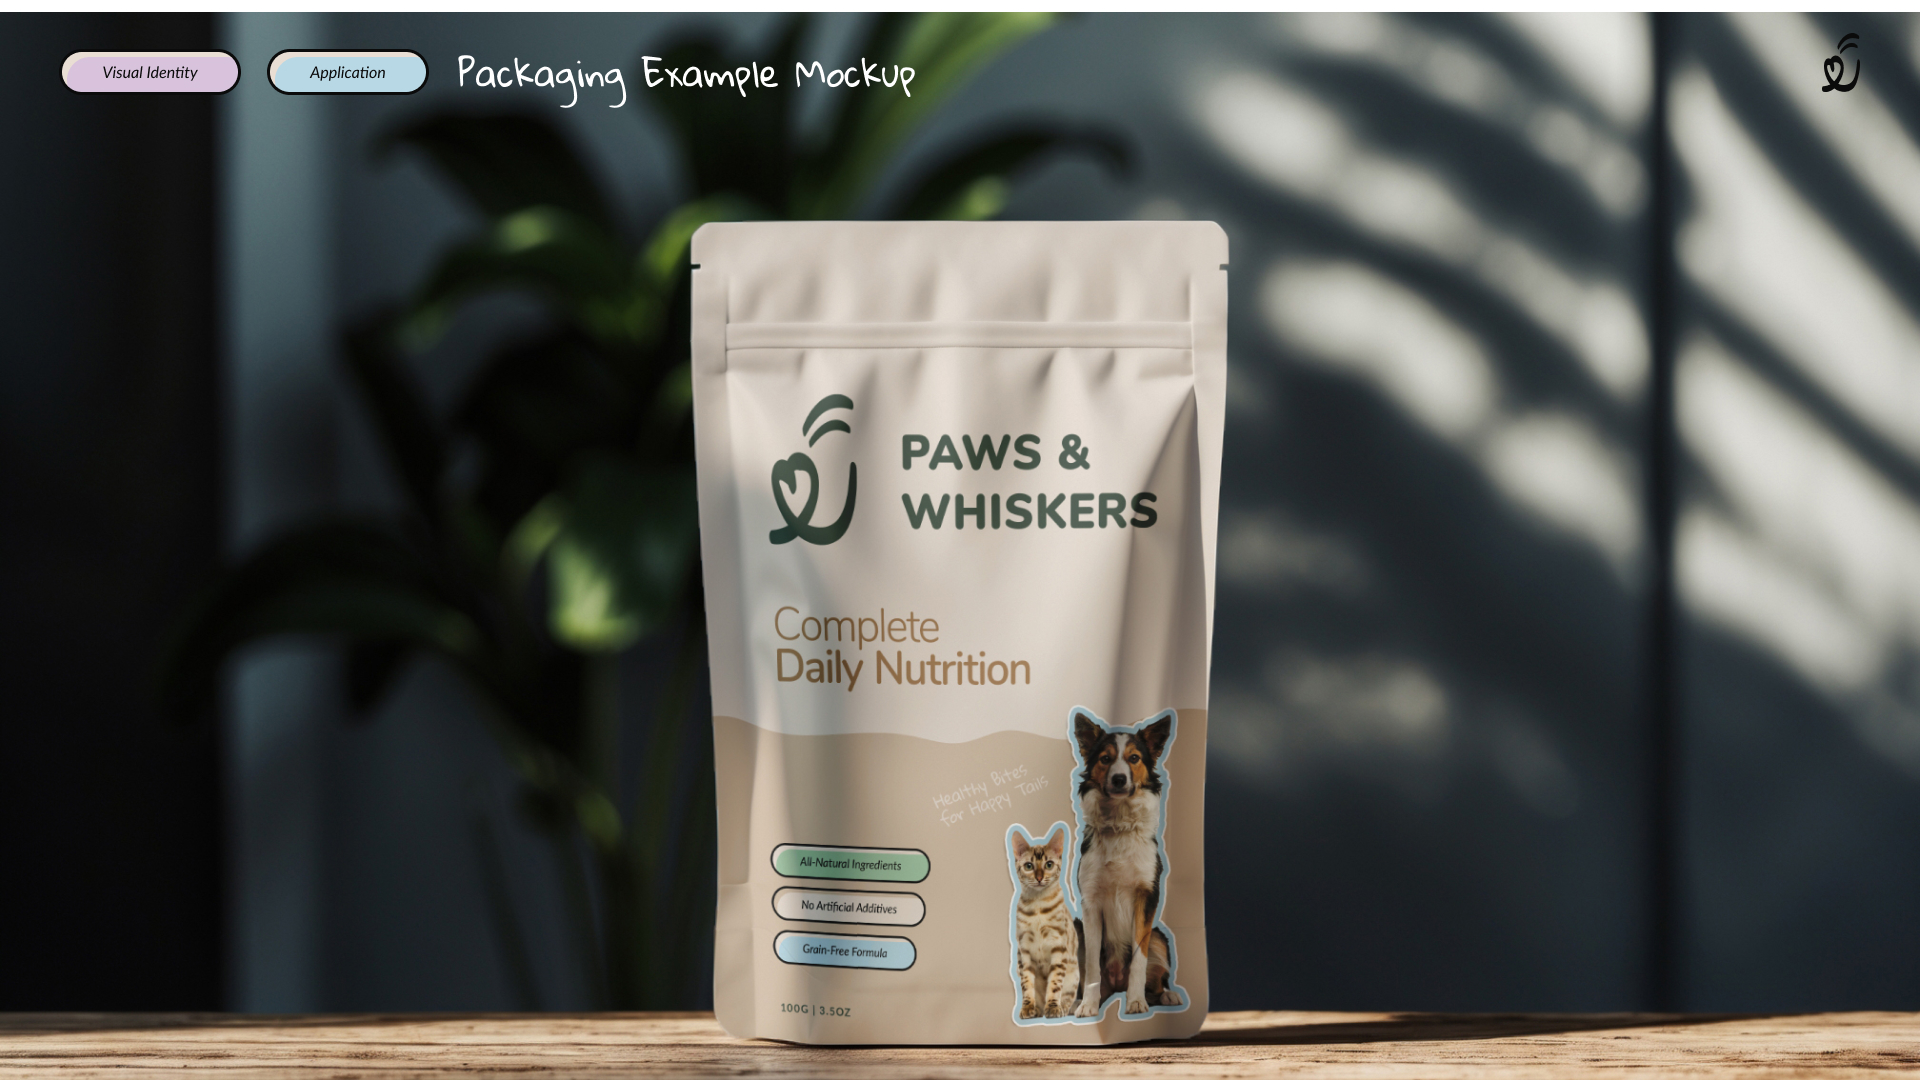 Visual Identity
Application
Packaging Example Mockup
PAWS &
WHISKERS
Complete
Daily Nutrition
Healthy Bites
for Happy Tails
All-Natural Ingredients
No Artificial Additives
Grain-Free Formula
100G | 3.5OZ